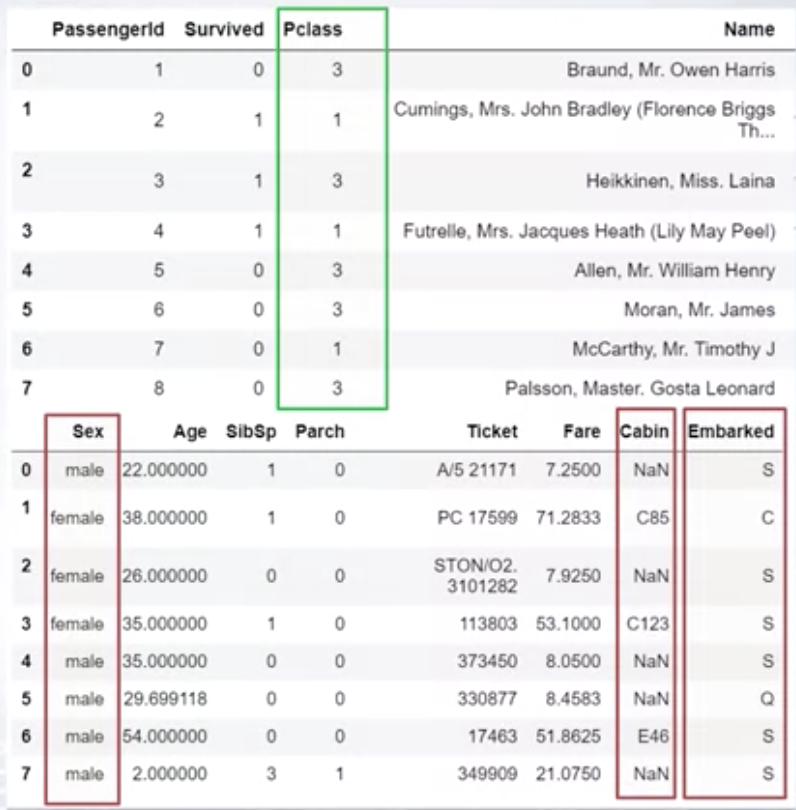 PassengerId Survived Pclass Name
0 1 0 3 Braund, Mr. Owen Harris
1 2 1 1 Cumings, Mrs. John Bradley (Florence Briggs
Th...
2 3 1 3 Heikkinen, Miss. Laina
3 4 1 1 Futrelle, Mrs. Jacques Heath (Lily May Peel)
4 5 0 3 Allen, Mr. William Henry
5 6 0 3 Moran, Mr. James
6 7 0 1 McCarthy, Mr. Timothy J
7 8 0 3 Palsson, Master. Gosta Leonard
Sex Age SibSp Parch Ticket Fare Cabin Embarked
0 male 22.000000 1 0 A/5 21171 7.2500 NaN S
1 female 38.000000 1 0 PC 17599 71.2833 C85 C
2 female 26.000000 0 0 STON/O2.
3101282 7.9250 NaN S
3 female 35.000000 1 0 113803 53.1000 C123 S
4 male 35.000000 0 0 373450 8.0500 NaN S
5 male 29.699118 0 0 330877 8.4583 NaN Q
6 male 54.000000 0 0 17463 51.8625 E46 S
7 male 2.000000 3 1 349909 21.0750 NaN S